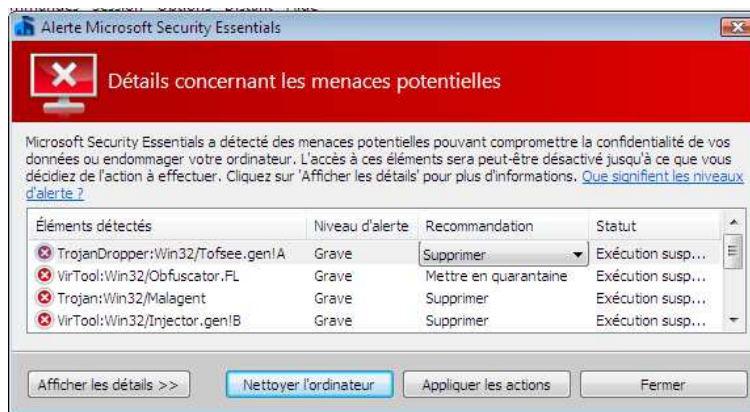 Alerte Microsoft Security Essentials
Détails concernant les menaces potentielles
Microsoft Security Essentials a détecté des menaces potentielles pouvant compromettre la confidentialité de vos
données ou endommager votre ordinateur. L'accès à ces éléments sera peut-être désactivé jusqu'à ce que vous
décidiez de l'action à effectuer. Cliquez sur 'Afficher les détails' pour plus d'informations. Que signifient les niveaux
d'alerte ?
Éléments détectés Niveau d'alerte Recommandation Statut
TrojanDropper:Win32/Tofsee.gen!A Grave Supprimer Exécution susp...
VirTool:Win32/Obfuscator.FL Grave Mettre en quarantaine Exécution susp...
Trojan:Win32/Malagent Grave Supprimer Exécution susp...
VirTool:Win32/Injector.gen!B Grave Supprimer Exécution susp...
Afficher les détails >> Nettoyer l'ordinateur Appliquer les actions Fermer